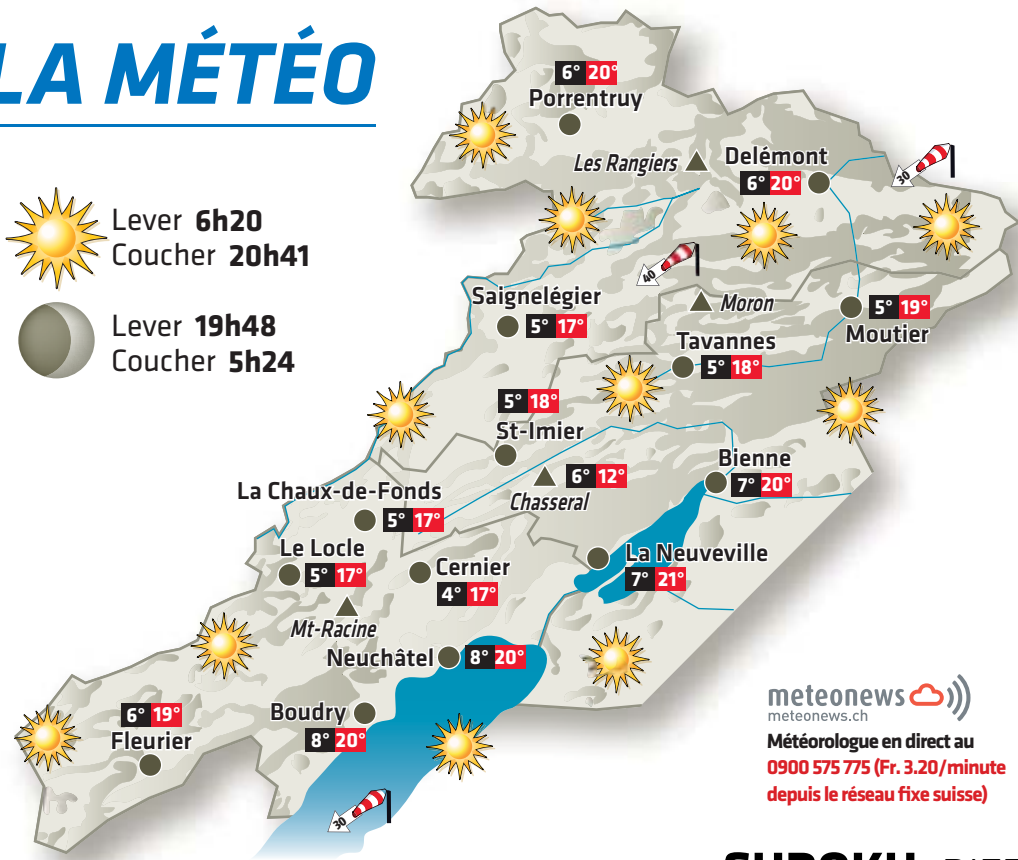 LA MÉTÉO
Lever 6h20
Coucher 20h41
Lever 19h48
Coucher 5h24
6° 20°
Porrentruy
Les Rangiers
Delémont
6° 20°
30
40
Saignelégier
5° 17°
Moron
5° 19°
Moutier
Tavannes
5° 18°
5° 18°
St-Imier
6° 12°
Chasseral
Bienne
7° 20°
La Chaux-de-Fonds
5° 17°
Le Locle
5° 17°
Cernier
4° 17°
La Neuveville
7° 21°
Mt-Racine
Neuchâtel 8° 20°
Boudry
8° 20°
6° 19°
Fleurier
30
meteonews
meteonews.ch
Météorologue en direct au
0900 575 775 (Fr. 3.20/minute
depuis le réseau fixe suisse)